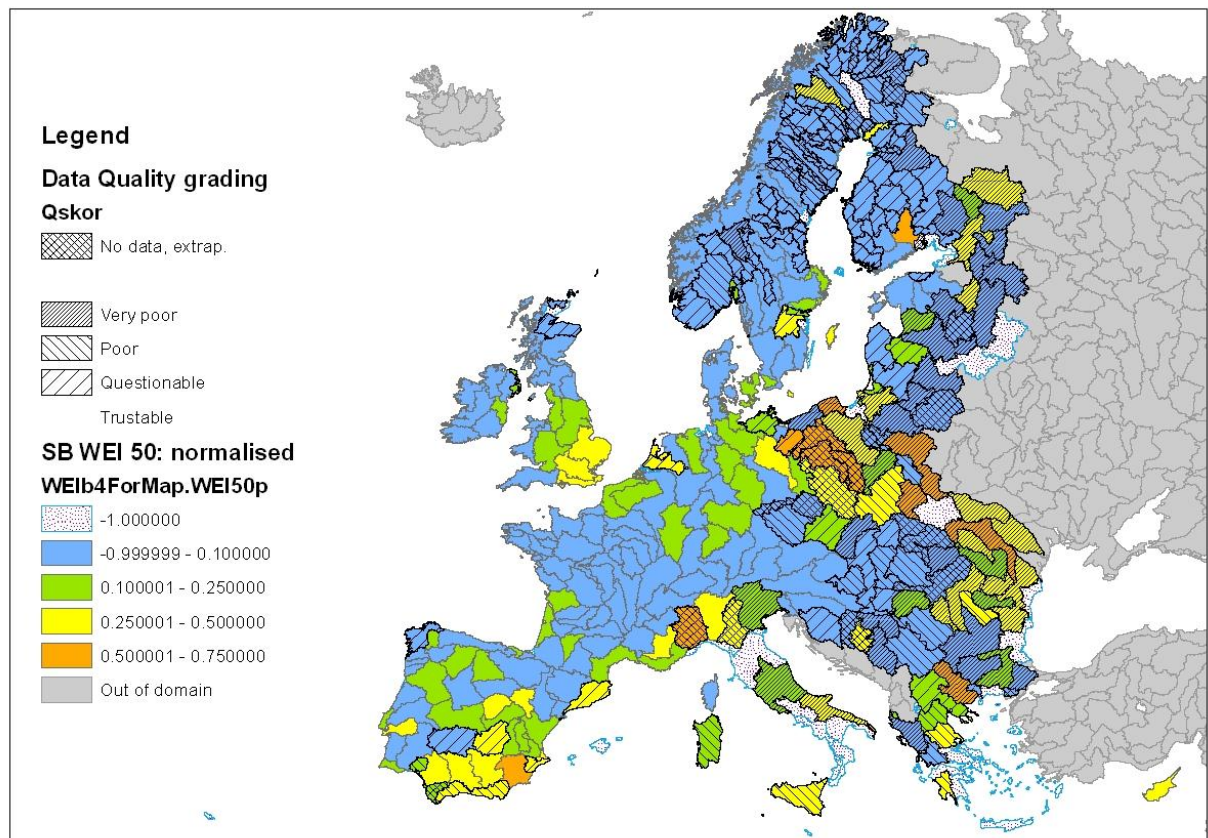 Legend
Data Quality grading
Qskor
No data, extrap.
Very poor
Poor
Questionable
Trustable
SB WEI 50: normalised
WEIb4ForMap.WEI50p
-1.000000
-0.999999 - 0.100000
0.100001 - 0.250000
0.250001 - 0.500000
0.500001 - 0.750000
Out of domain